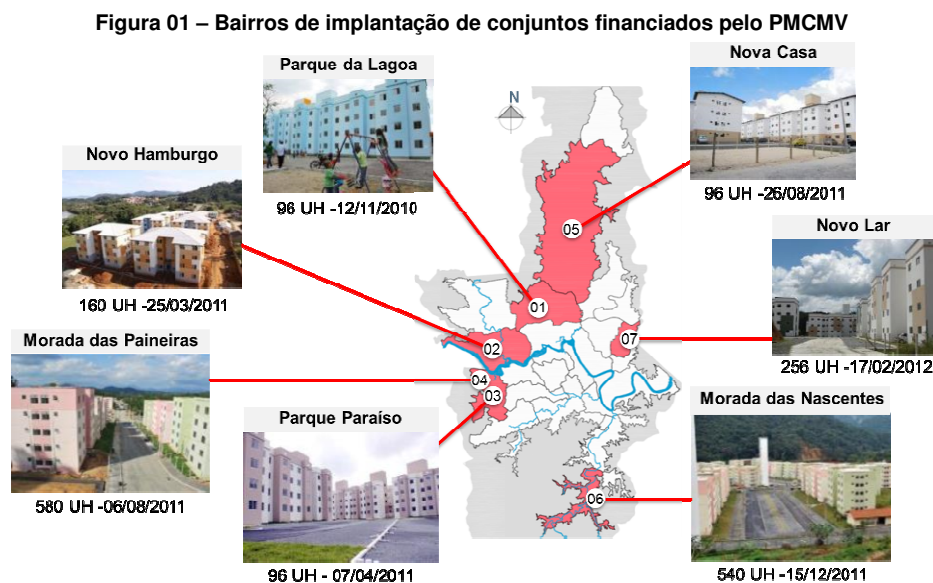 Figura 01 – Bairros de implantação de conjuntos financiados pelo PMCMV
Parque da Lagoa
96 UH -12/11/2010
Nova Casa
96 UH -26/08/2011
Novo Hamburgo
160 UH -25/03/2011
Novo Lar
256 UH -17/02/2012
Morada das Paineiras
580 UH -06/08/2011
Parque Paraíso
96 UH - 07/04/2011
Morada das Nascentes
540 UH -15/12/2011
N
05
01
02
07
04
03
06